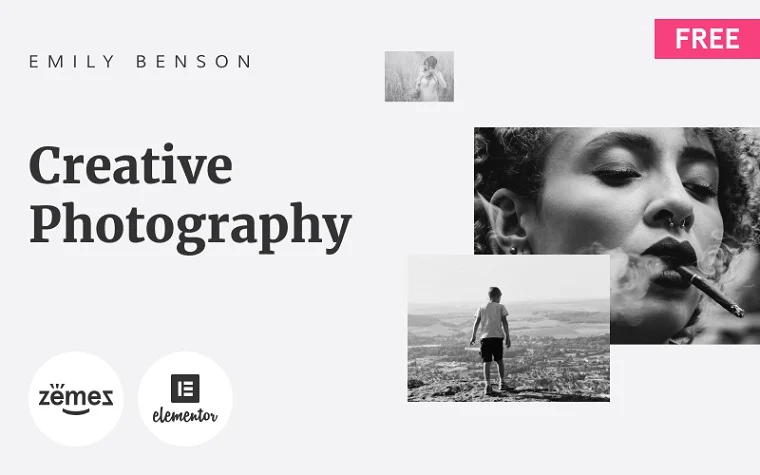 EMILY BENSON
FREE
Creative
Photography
zemez
elementor